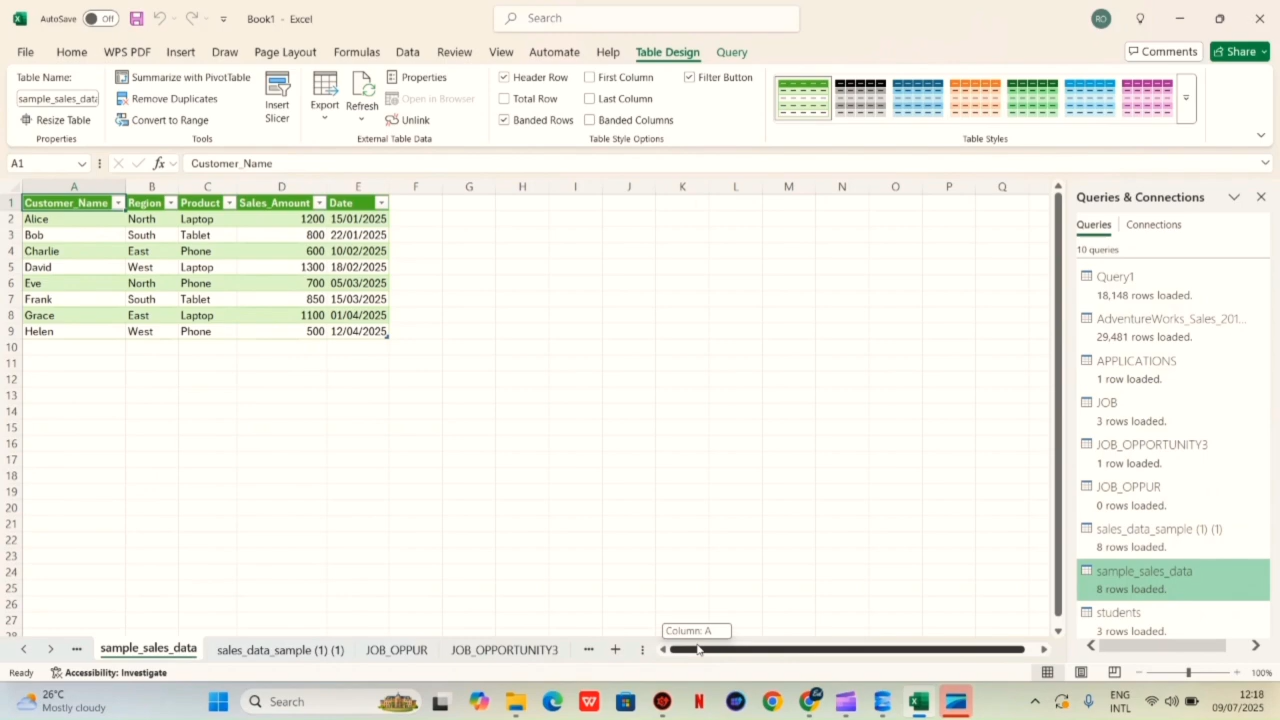 AutoSave Off Book1 - Excel Search RO
File Home WPS PDF Insert Draw Page Layout Formulas Data Review View Automate Help Table Design Query Comments Share
Table Name:
sample_sales_data
Resize Table
Properties
Summarize with PivotTable
Remove Duplicates
Convert to Range
Tools
Insert
Slicer
Export
Refresh
Properties
Open in Browser
Unlink
External Table Data
Header Row First Column Filter Button
Total Row Last Column
Banded Rows Banded Columns
Table Style Options
Table Styles
A1 fx Customer_Name
A B C D E F G H I J K L M N O P Q
1 Customer_Name Region Product Sales_Amount Date
2 Alice North Laptop 1200 15/01/2025
3 Bob South Tablet 800 22/01/2025
4 Charlie East Phone 600 10/02/2025
5 David West Laptop 1300 18/02/2025
6 Eve North Phone 700 05/03/2025
7 Frank South Tablet 850 15/03/2025
8 Grace East Laptop 1100 01/04/2025
9 Helen West Phone 500 12/04/2025
10
11
12
13
14
15
16
17
18
19
20
21
22
23
24
25
26
27
28
Queries & Connections
Queries Connections
10 queries
Query1
18,148 rows loaded.
AdventureWorks_Sales_201...
29,481 rows loaded.
APPLICATIONS
1 row loaded.
JOB
3 rows loaded.
JOB_OPPORTUNITY3
1 row loaded.
JOB_OPPUR
0 rows loaded.
sales_data_sample (1) (1)
8 rows loaded.
sample_sales_data
8 rows loaded.
students
3 rows loaded.
Column: A
... sample_sales_data sales_data_sample (1) (1) JOB_OPPUR JOB_OPPORTUNITY3 ...
Ready Accessibility: Investigate 100%
26°C
Mostly cloudy
Search
ENG
INTL
12:18
09/07/2025